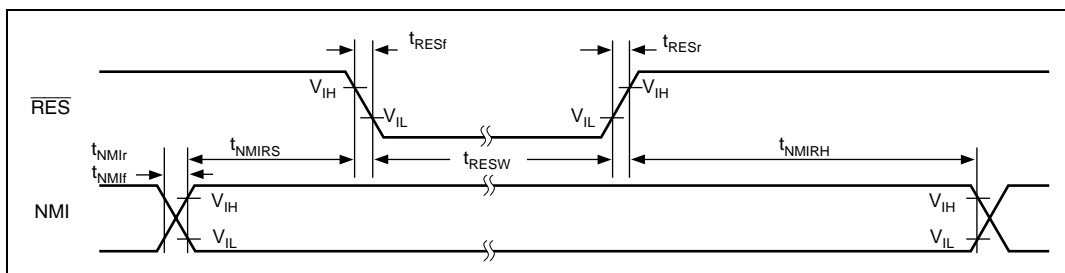 tRESf tRESr
VIH VIH
RES
VIL VIL
tNMIr
tNMIf
tNMIRS tRESW tNMIRH
NMI
VIH VIH
VIL VIL